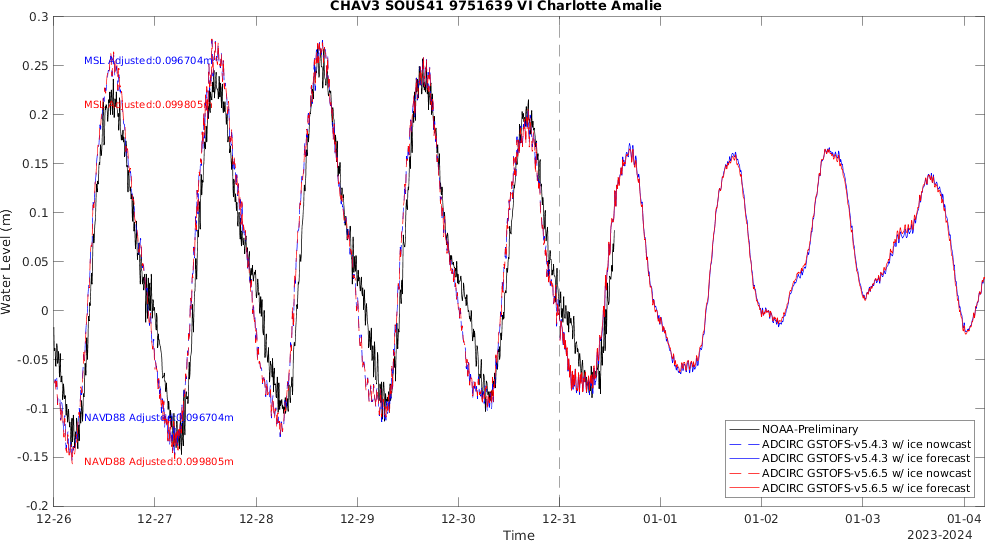 CHAV3 SOUS41 9751639 VI Charlotte Amalie
0.3
0.25
0.2
0.15
0.1
0.05
0
-0.05
-0.1
-0.15
-0.2
Water Level (m)
MSL Adjusted:0.096704m
MSL Adjusted:0.099805m
NAVD88 Adjusted:0.096704m
NAVD88 Adjusted:0.099805m
NOAA-Preliminary
ADCIRC GSTOFS-v5.4.3 w/ ice nowcast
ADCIRC GSTOFS-v5.4.3 w/ ice forecast
ADCIRC GSTOFS-v5.6.5 w/ ice nowcast
ADCIRC GSTOFS-v5.6.5 w/ ice forecast
12-26 12-27 12-28 12-29 12-30 12-31 01-01 01-02 01-03 01-04
Time
2023-2024